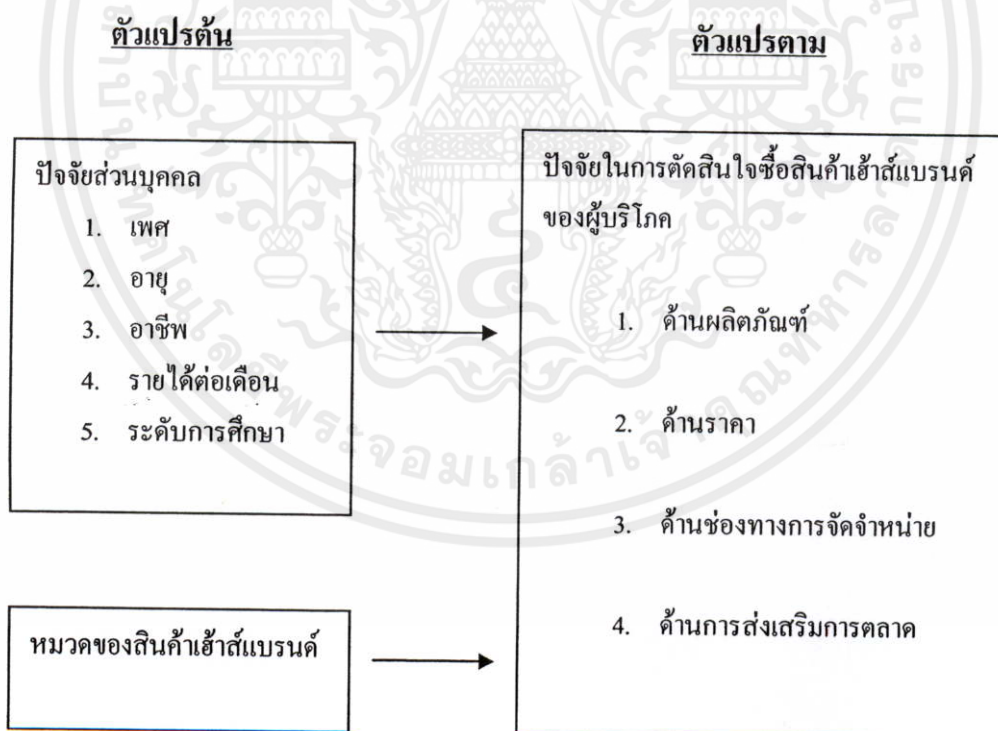 ตัวแปรต้น
ตัวแปรตาม
ปัจจัยส่วนบุคคล
1. เพศ
2. อายุ
3. อาชีพ
4. รายได้ต่อเดือน
5. ระดับการศึกษา
หมวดของสินค้าเฮ้าส์แบรนด์
ปัจจัยในการตัดสินใจซื้อสินค้าเฮ้าส์แบรนด์
ของผู้บริโภค
1. ด้านผลิตภัณฑ์
2. ด้านราคา
3. ด้านช่องทางการจัดจำหน่าย
4. ด้านการส่งเสริมการตลาด